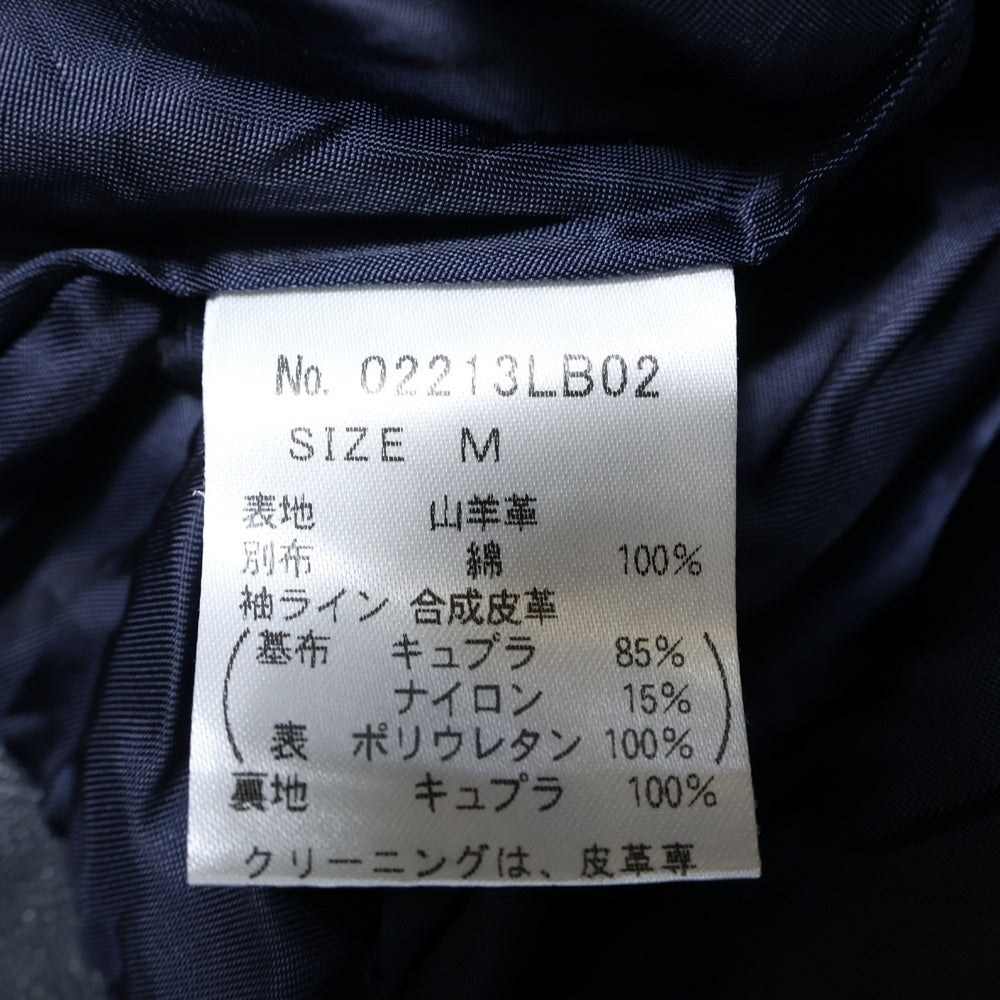 No. 02213LB02
SIZE M
表地 山羊革
別布 綿 100%
袖ライン 合成皮革
(基布 キュプラ 85%
ナイロン 15%
表 ポリウレタン 100%)
裏地 キュプラ 100%
クリーニングは、皮革専